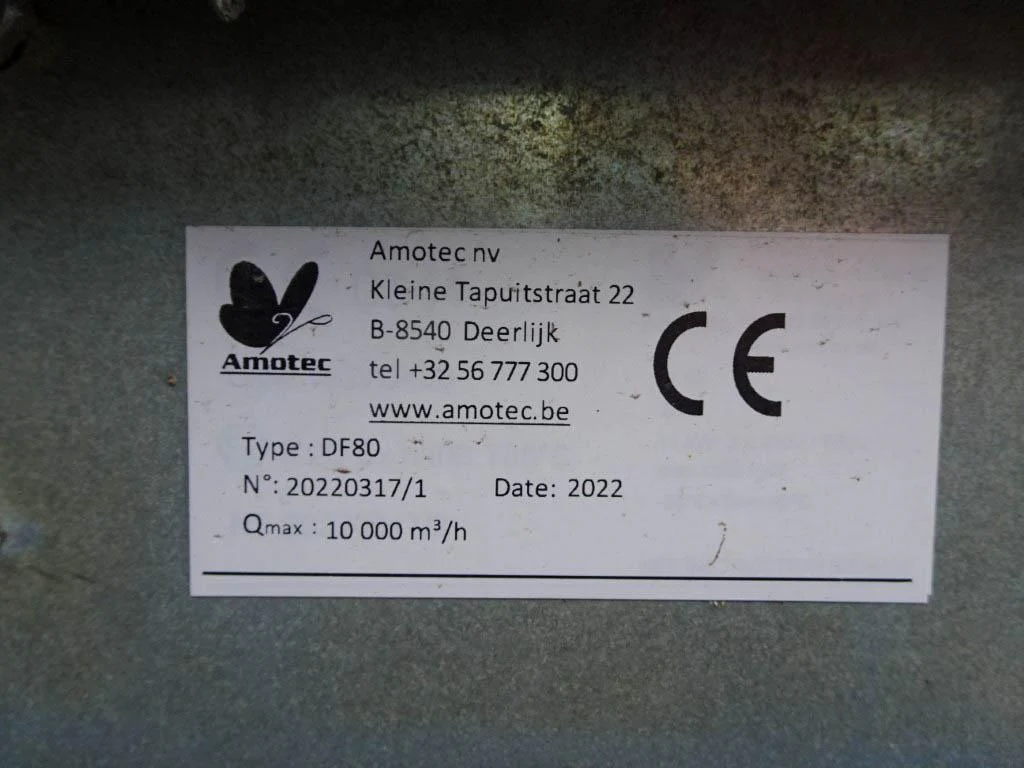 Amotec
Amotec nv
Kleine Tapuitstraat 22
B-8540 Deerlijk
tel +32 56 777 300
www.amotec.be
CE
Type : DF80
N°: 20220317/1 Date: 2022
Qmax : 10 000 m³/h